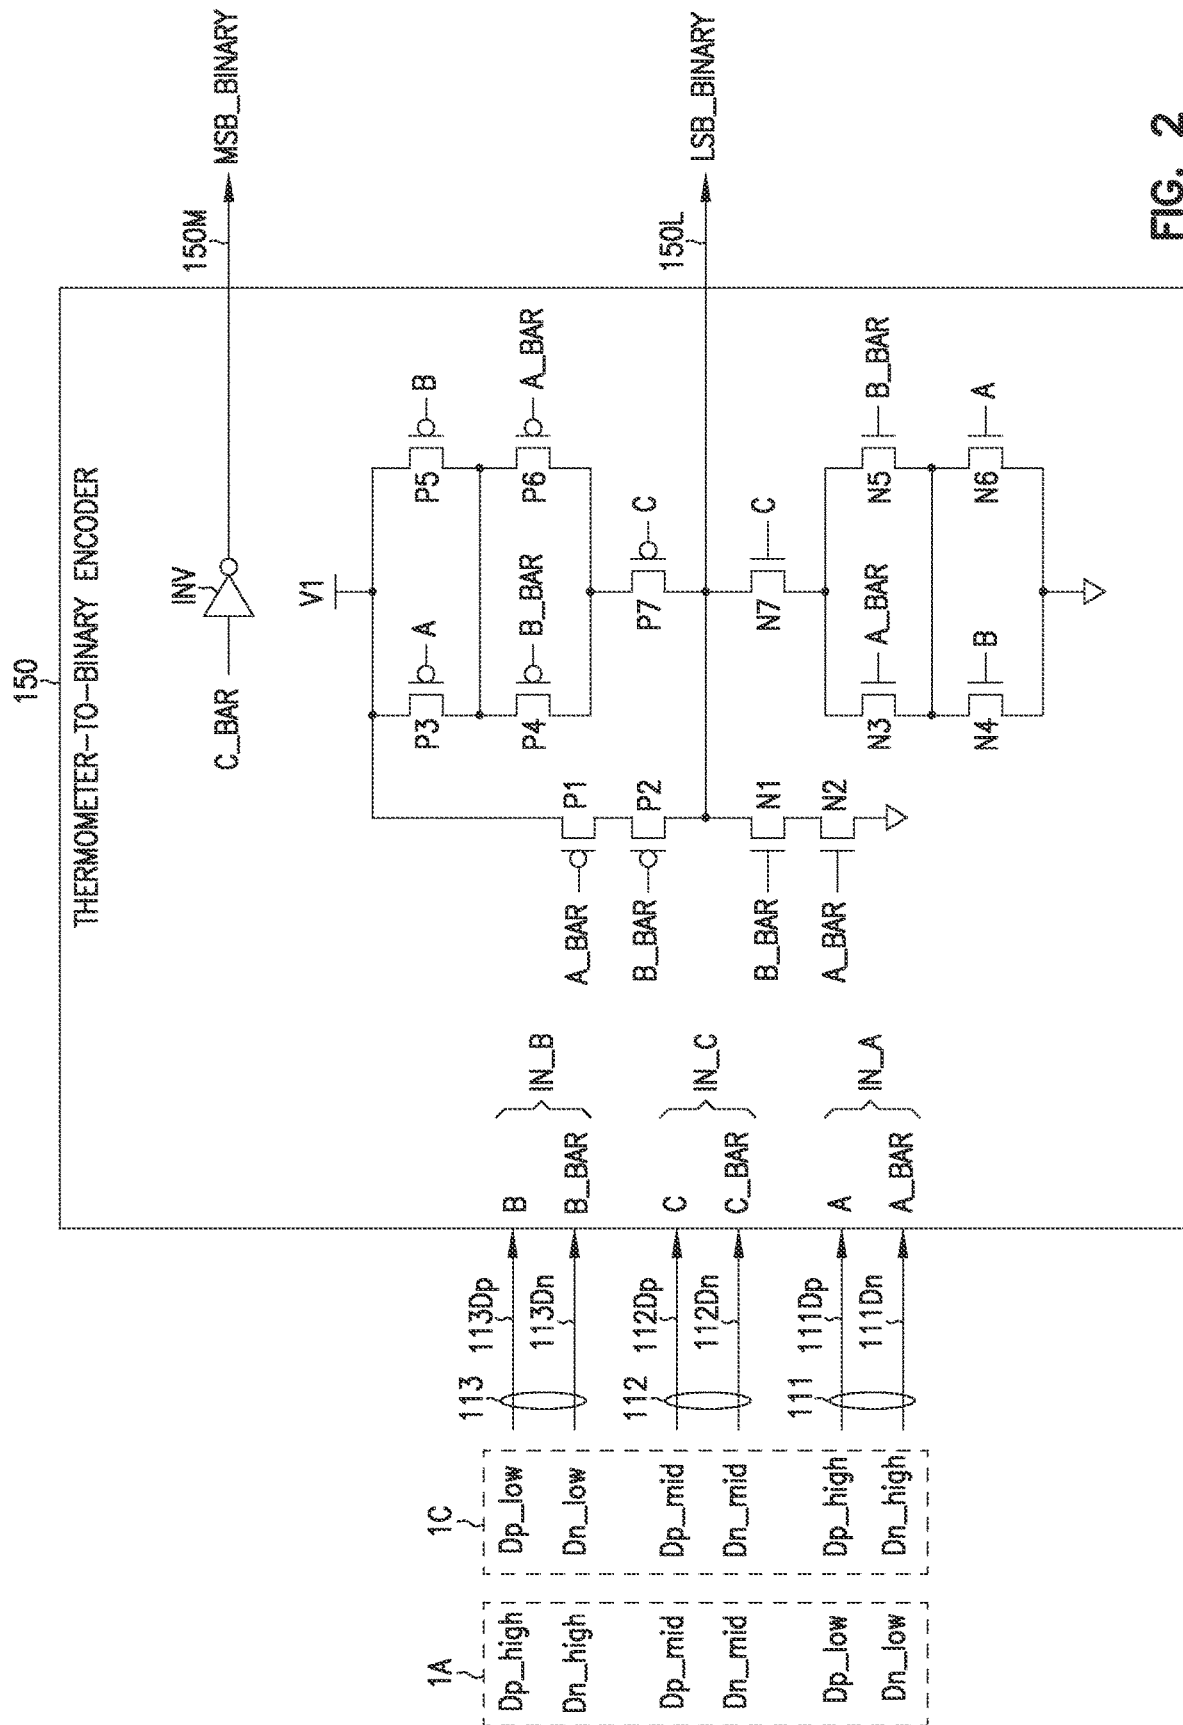 150
THERMOMETER-TO-BINARY ENCODER
C_BAR
INV
150M
MSB_BINARY
V1
P3
A
P5
B
P4
B_BAR
P6
A_BAR
P1
A_BAR
P2
B_BAR
P7
C
150L
LSB_BINARY
N1
B_BAR
N2
A_BAR
N7
C
N3
A_BAR
N5
B_BAR
N4
B
N6
A
1A
Dp_high
Dn_high
Dp_mid
Dn_mid
Dp_low
Dn_low
1C
Dp_low
Dn_low
Dp_mid
Dn_mid
Dp_high
Dn_high
113
113Dp
113Dn
B
B_BAR
IN_B
112
112Dp
112Dn
C
C_BAR
IN_C
111
111Dp
111Dn
A
A_BAR
IN_A
FIG. 2